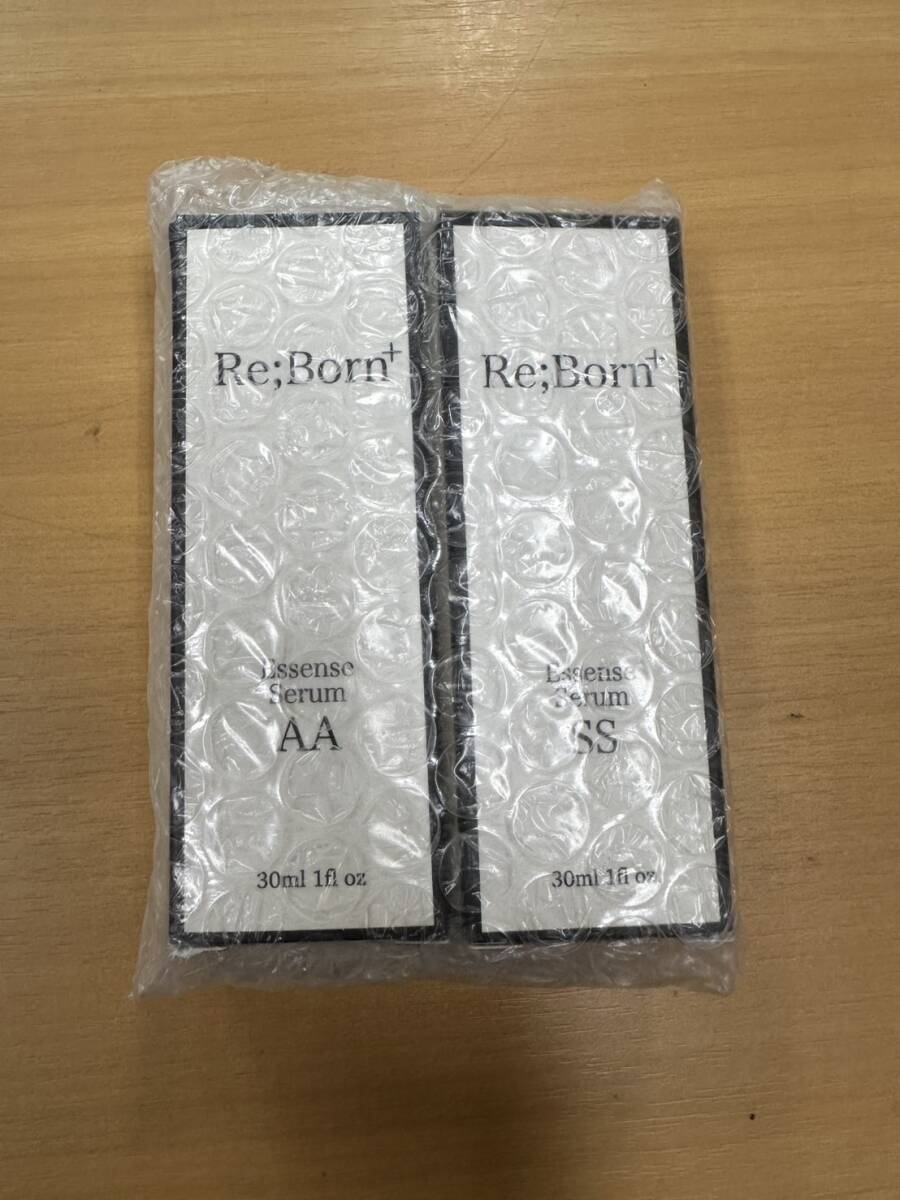 Re;Born+
Essense
Serum
AA
30ml 1fl oz
Re;Born+
Essense
Serum
SS
30ml 1fl oz